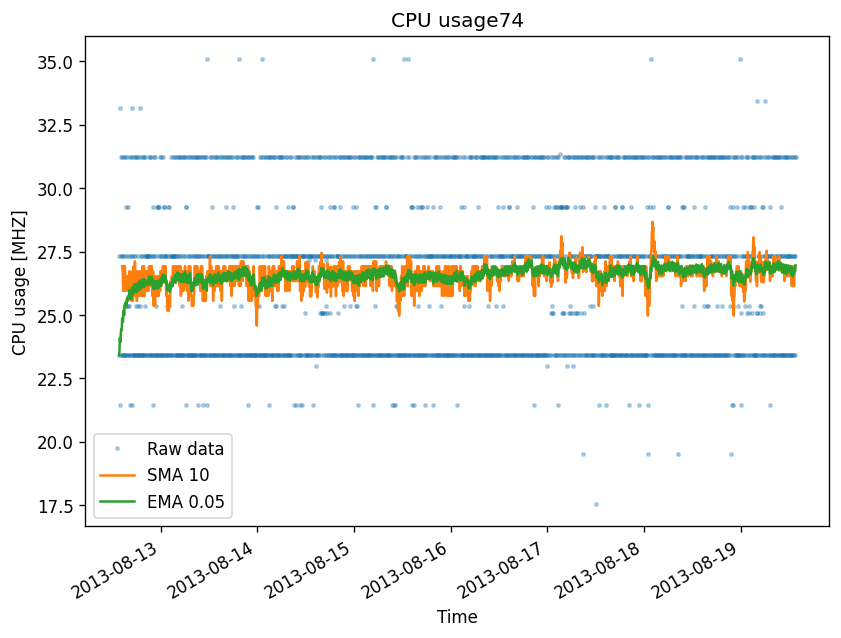 CPU usage74
35.0
32.5
30.0
27.5
25.0
22.5
20.0
17.5
CPU usage [MHZ]
Raw data
SMA 10
EMA 0.05
2013-08-13
2013-08-14
2013-08-15
2013-08-16
2013-08-17
2013-08-18
2013-08-19
Time